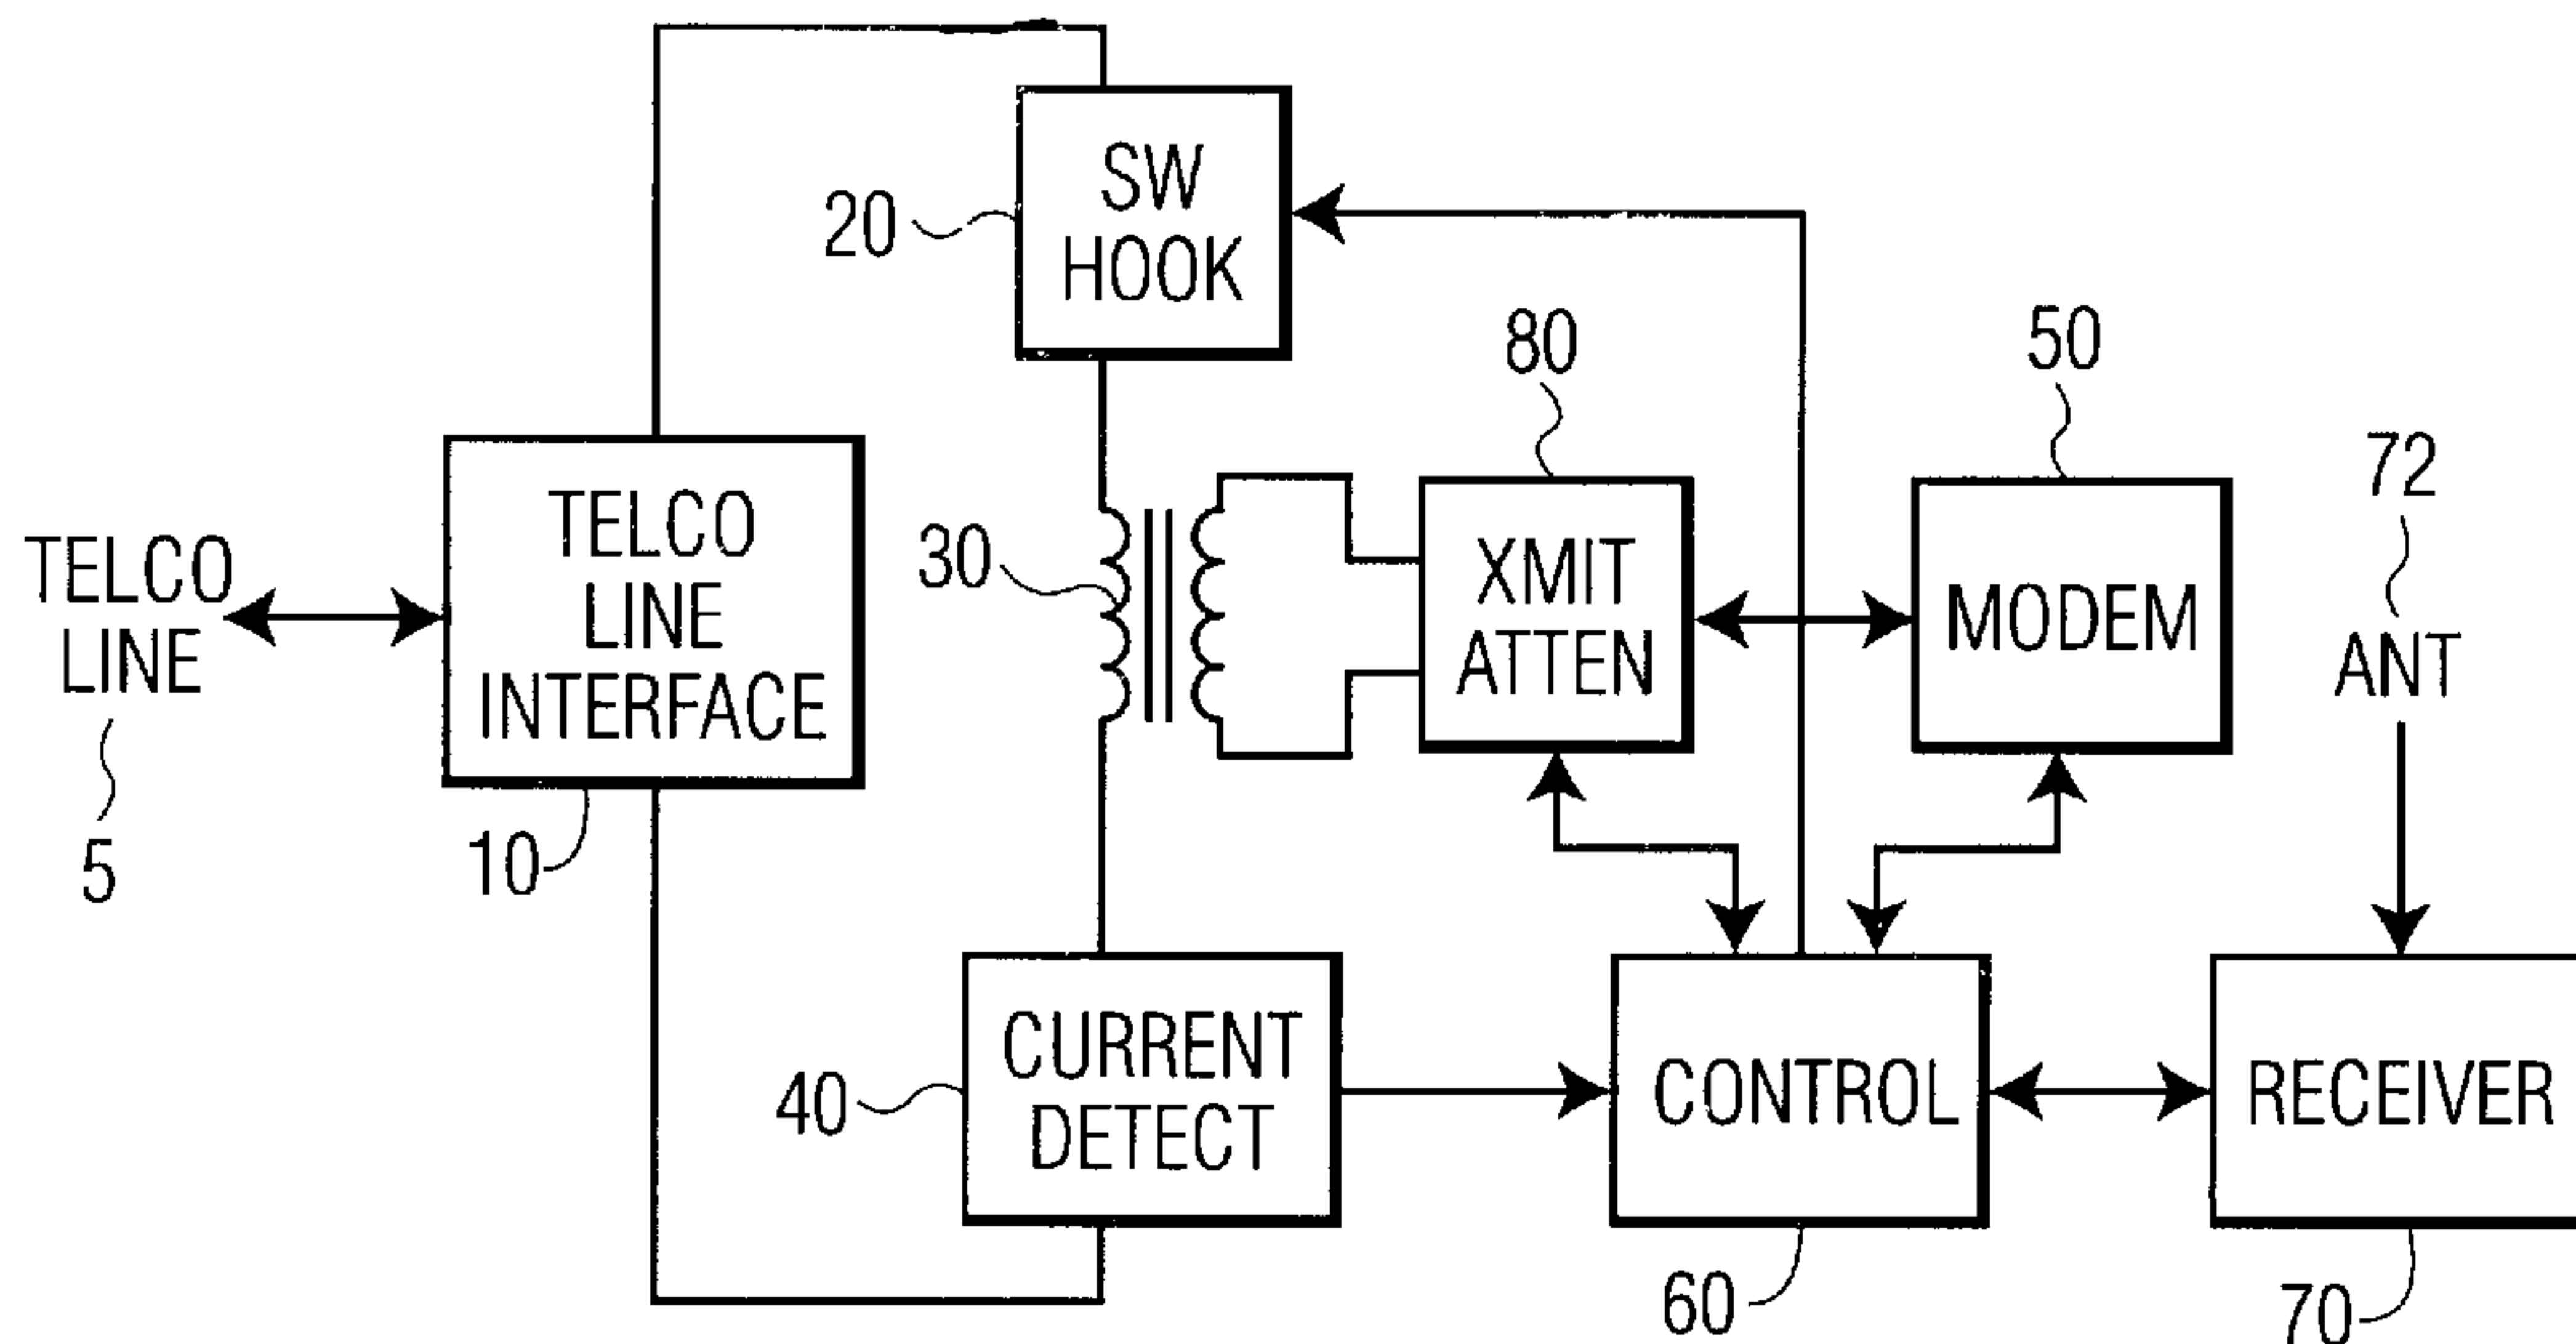 SW
HOOK
20
80
50
72
TELCO
LINE
5
TELCO
LINE
INTERFACE
10
30
XMIT
ATTEN
MODEM
ANT
CURRENT
DETECT
40
CONTROL
60
RECEIVER
70